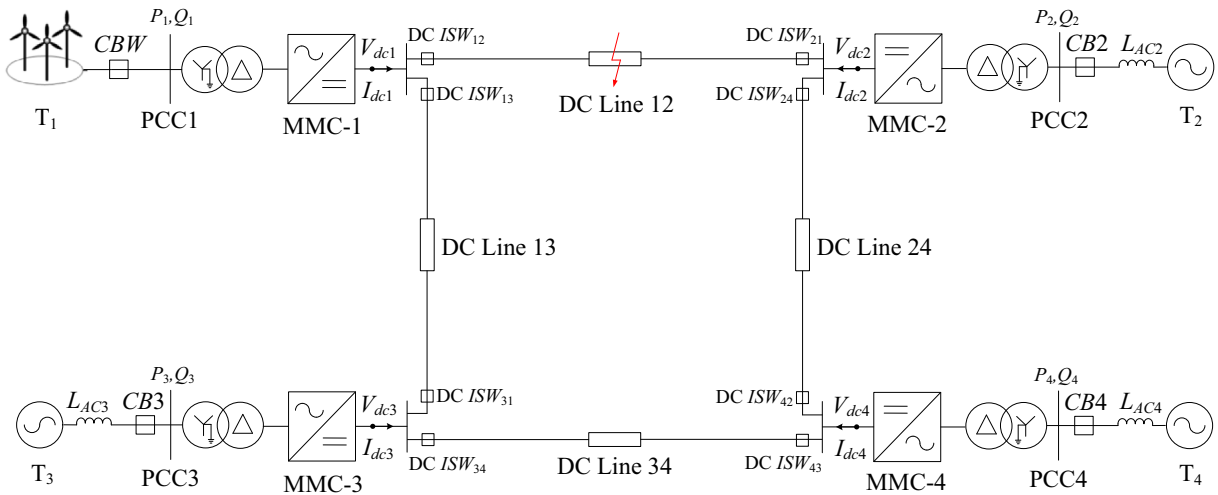 P1,Q1
CBW
Vdc1
DC ISW12
DC ISW21
Vdc2
P2,Q2
CB2
LAC2
Idc1
DC ISW13
DC Line 12
DC ISW24
Idc2
T1
PCC1
MMC-1
MMC-2
PCC2
T2
DC Line 13
DC Line 24
P3,Q3
LAC3
CB3
Vdc3
DC ISW31
DC ISW42
Vdc4
P4,Q4
CB4
LAC4
Idc3
DC ISW34
DC Line 34
DC ISW43
Idc4
T3
PCC3
MMC-3
MMC-4
PCC4
T4